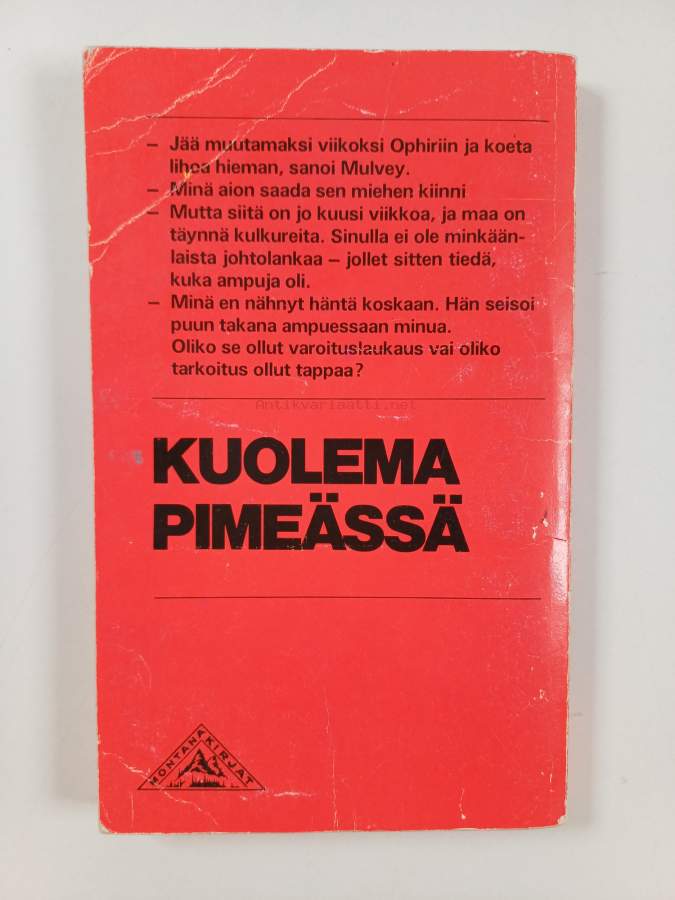 – Jää muutamaksi viikoksi Ophiriin ja koeta
lihoa hieman, sanoi Mulvey.
– Minä aion saada sen miehen kiinni
– Mutta siitä on jo kuusi viikkoa, ja maa on
täynnä kulkureita. Sinulla ei ole minkään-
laista johtolankaa – jollet sitten tiedä,
kuka ampuja oli.
– Minä en nähnyt häntä koskaan. Hän seisoi
puun takana ampuessaan minua.
Oliko se ollut varoituslaukaus vai oliko
tarkoitus ollut tappaa?
Antikvariaatti.net
KUOLEMA
PIMEÄSSÄ
MONTANA KIRJAT